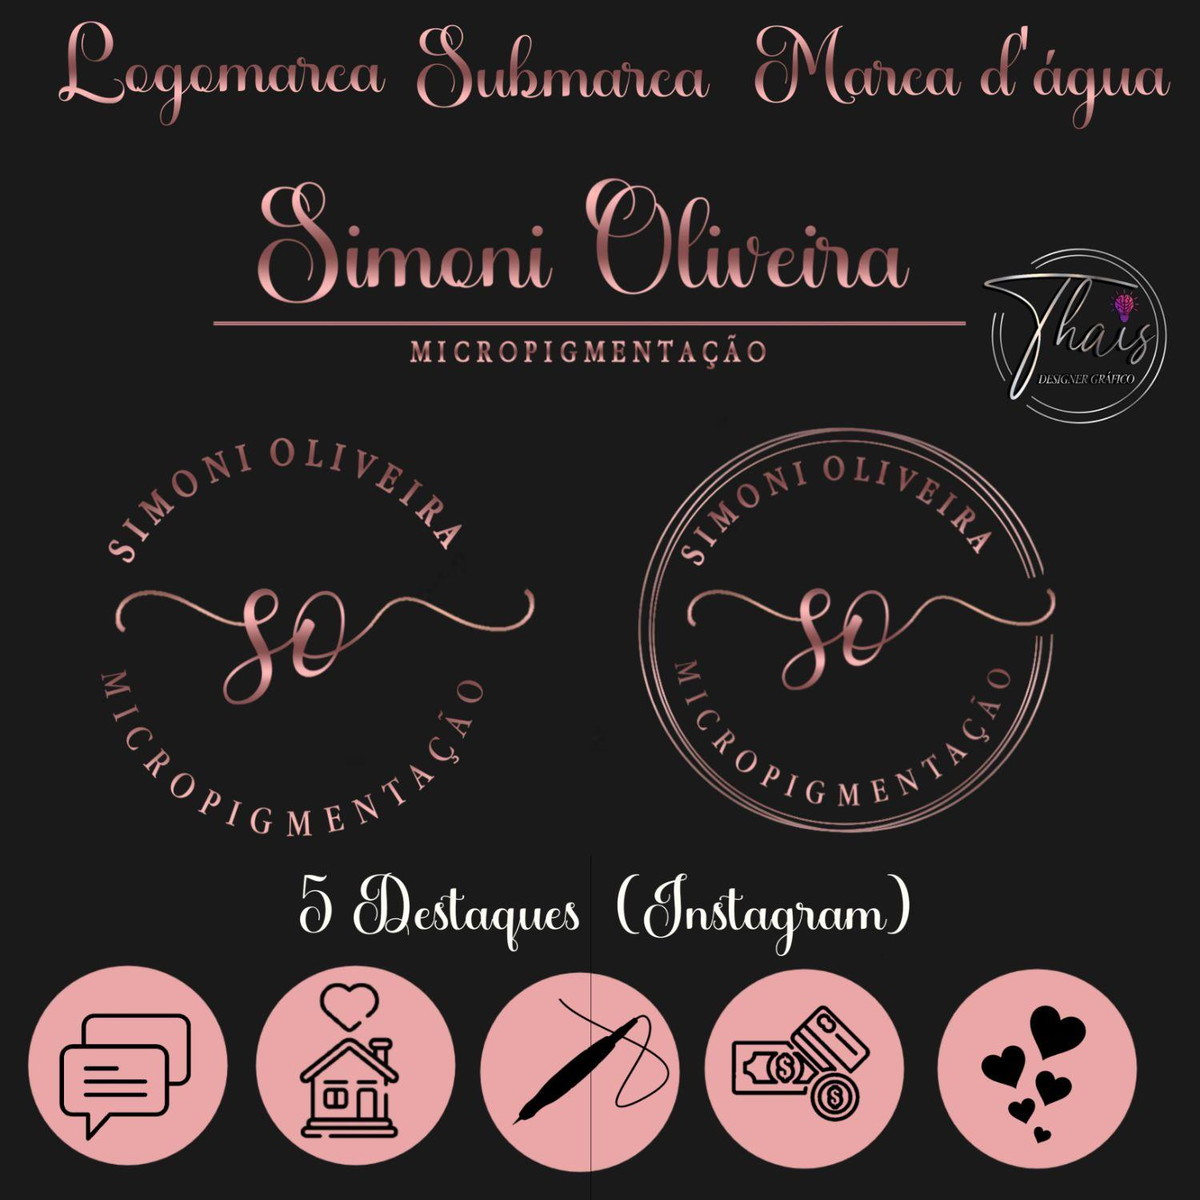 Logomarca Submarca Marca d'água
Simoni Oliveira
MICROPIGMENTAÇÃO
Thais
DESIGNER GRÁFICO
SIMONI OLIVEIRA
SO
MICROPIGMENTAÇÃO
SIMONI OLIVEIRA
SO
MICROPIGMENTAÇÃO
5 Destaques (Instagram)